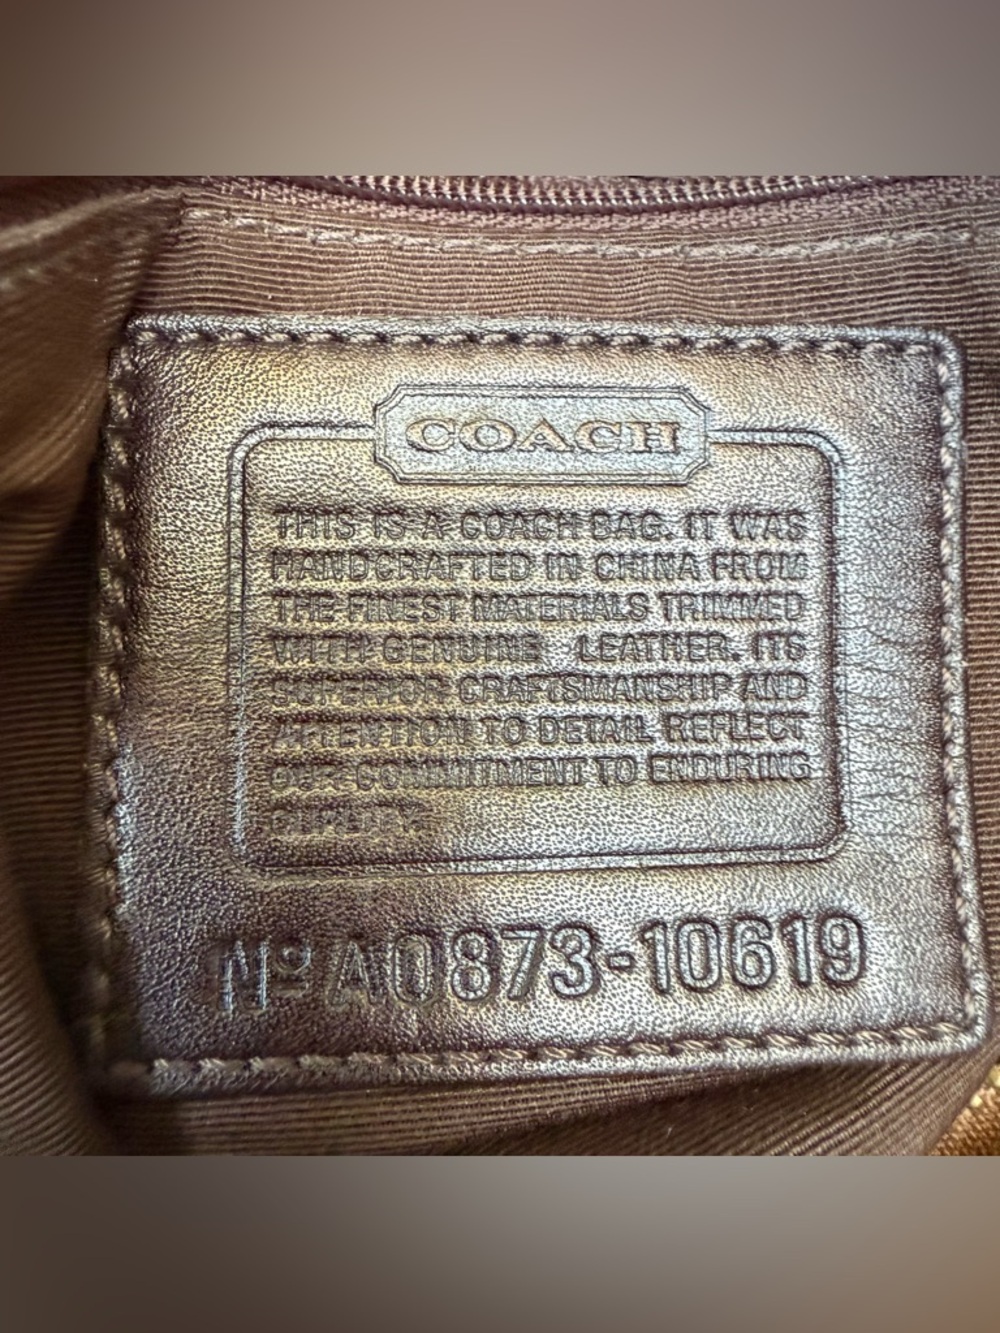 COACH
THIS IS A COACH BAG. IT WAS
HANDCRAFTED IN CHINA FROM
THE FINEST MATERIALS TRIMMED
WITH GENUINE LEATHER. ITS
SUPERIOR CRAFTSMANSHIP AND
ATTENTION TO DETAIL REFLECT
OUR COMMITMENT TO ENDURING
QUALITY.
Nº A0873-10619